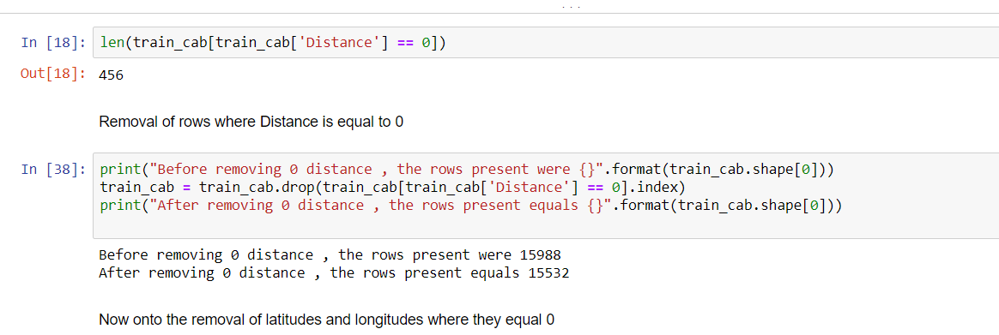 ...
In [18]: len(train_cab[train_cab['Distance'] == 0])
Out[18]: 456
Removal of rows where Distance is equal to 0
In [38]: print("Before removing 0 distance , the rows present were {}".format(train_cab.shape[0]))
train_cab = train_cab.drop(train_cab[train_cab['Distance'] == 0].index)
print("After removing 0 distance , the rows present equals {}".format(train_cab.shape[0]))
Before removing 0 distance , the rows present were 15988
After removing 0 distance , the rows present equals 15532
Now onto the removal of latitudes and longitudes where they equal 0